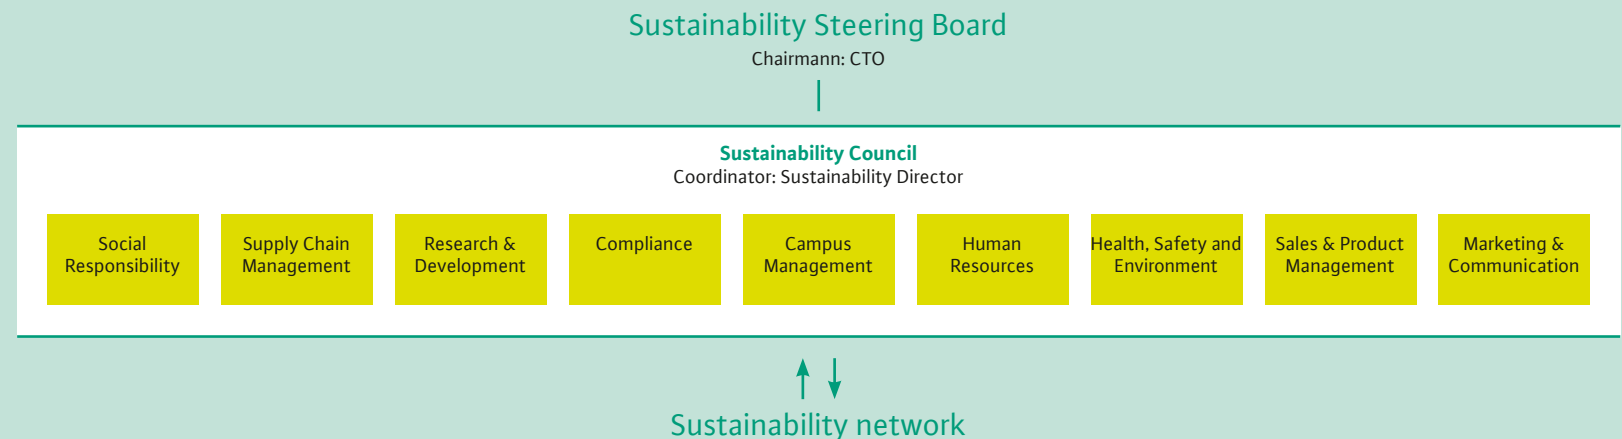 Sustainability Steering Board
Chairmann: CTO
Sustainability Council
Coordinator: Sustainability Director
Social
Responsibility
Supply Chain
Management
Research &
Development
Compliance
Campus
Management
Human
Resources
Health, Safety and
Environment
Sales & Product
Management
Marketing &
Communication
Sustainability network